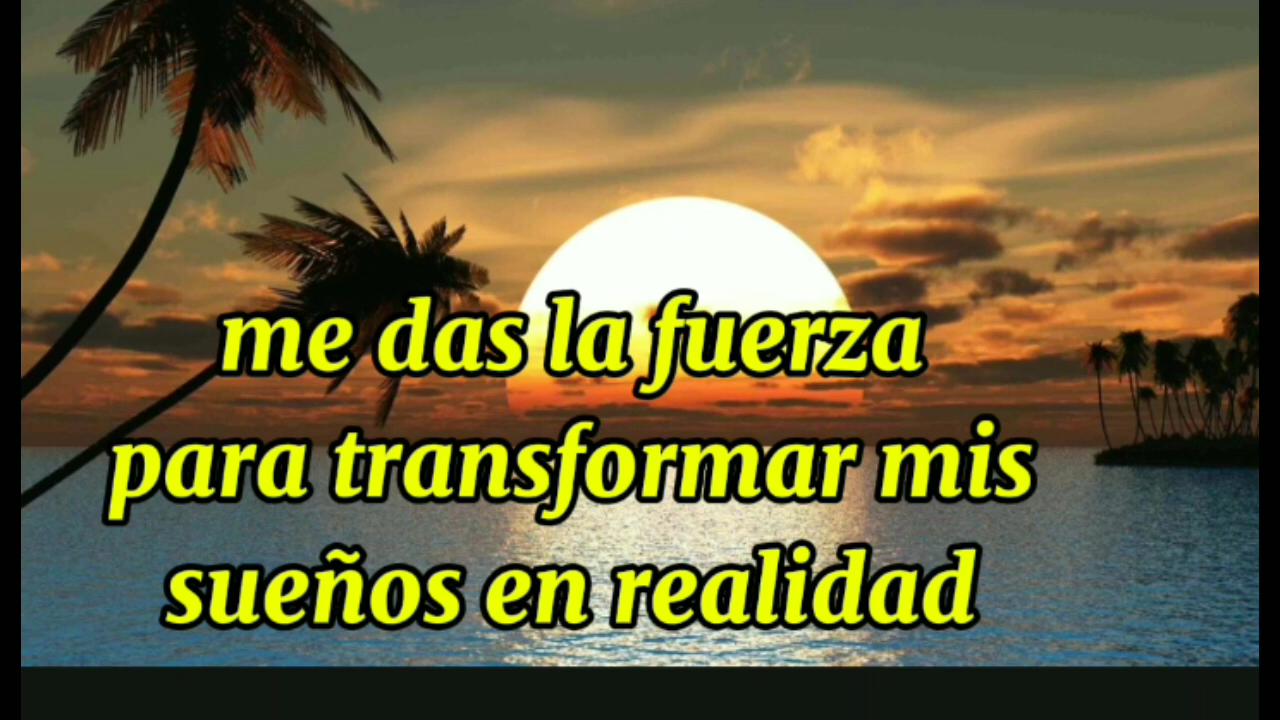 me das la fuerza
para transformar mis
sueños en realidad